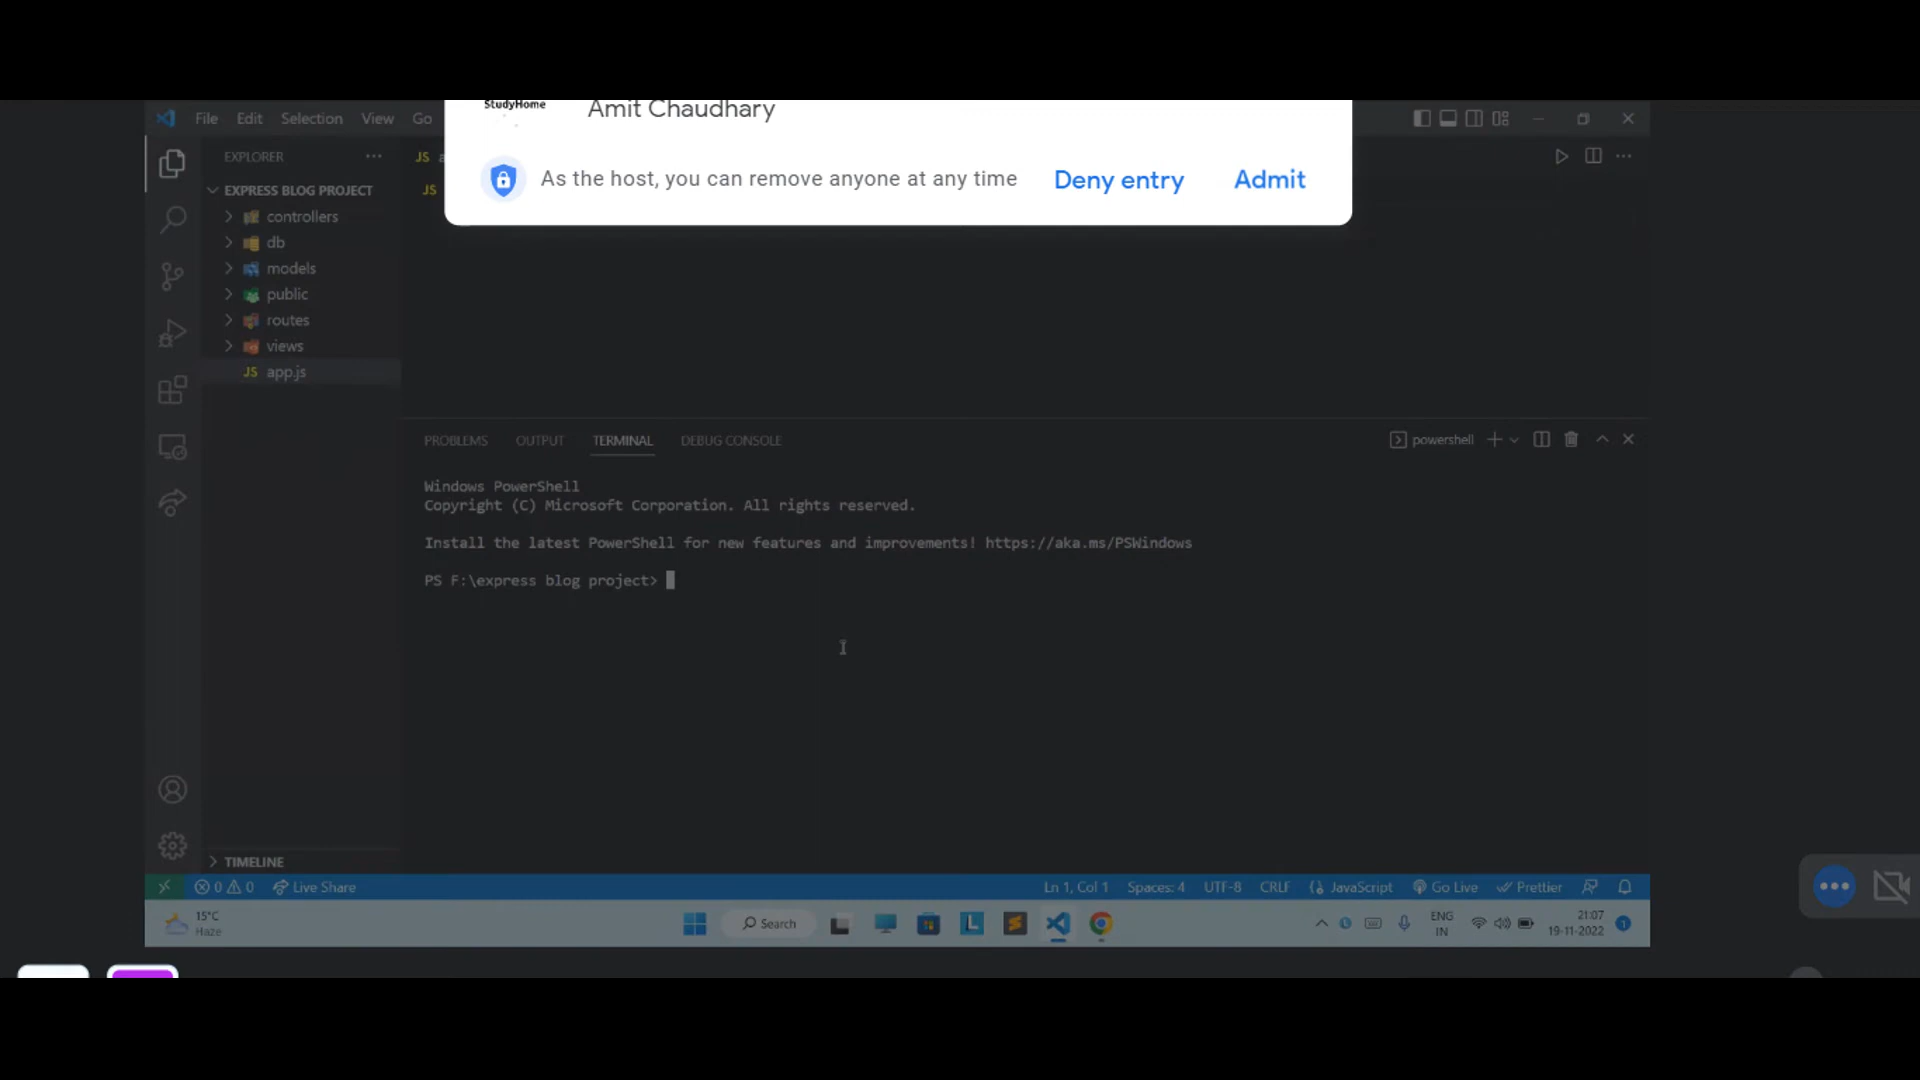 StudyHome
Amit Chaudhary
As the host, you can remove anyone at any time
Deny entry
Admit
File Edit Selection View Go
EXPLORER
JS a
EXPRESS BLOG PROJECT
JS
controllers
db
models
public
routes
views
JS app.js
PROBLEMS OUTPUT TERMINAL DEBUG CONSOLE
powershell
Windows PowerShell
Copyright (C) Microsoft Corporation. All rights reserved.
Install the latest PowerShell for new features and improvements! https://aka.ms/PSWindows
PS F:\express blog project>
TIMELINE
0 0 Live Share
Ln 1, Col 1 Spaces: 4 UTF-8 CRLF JavaScript Go Live Prettier
15°C
Haze
Search
ENG
IN
21:07
19-11-2022
1